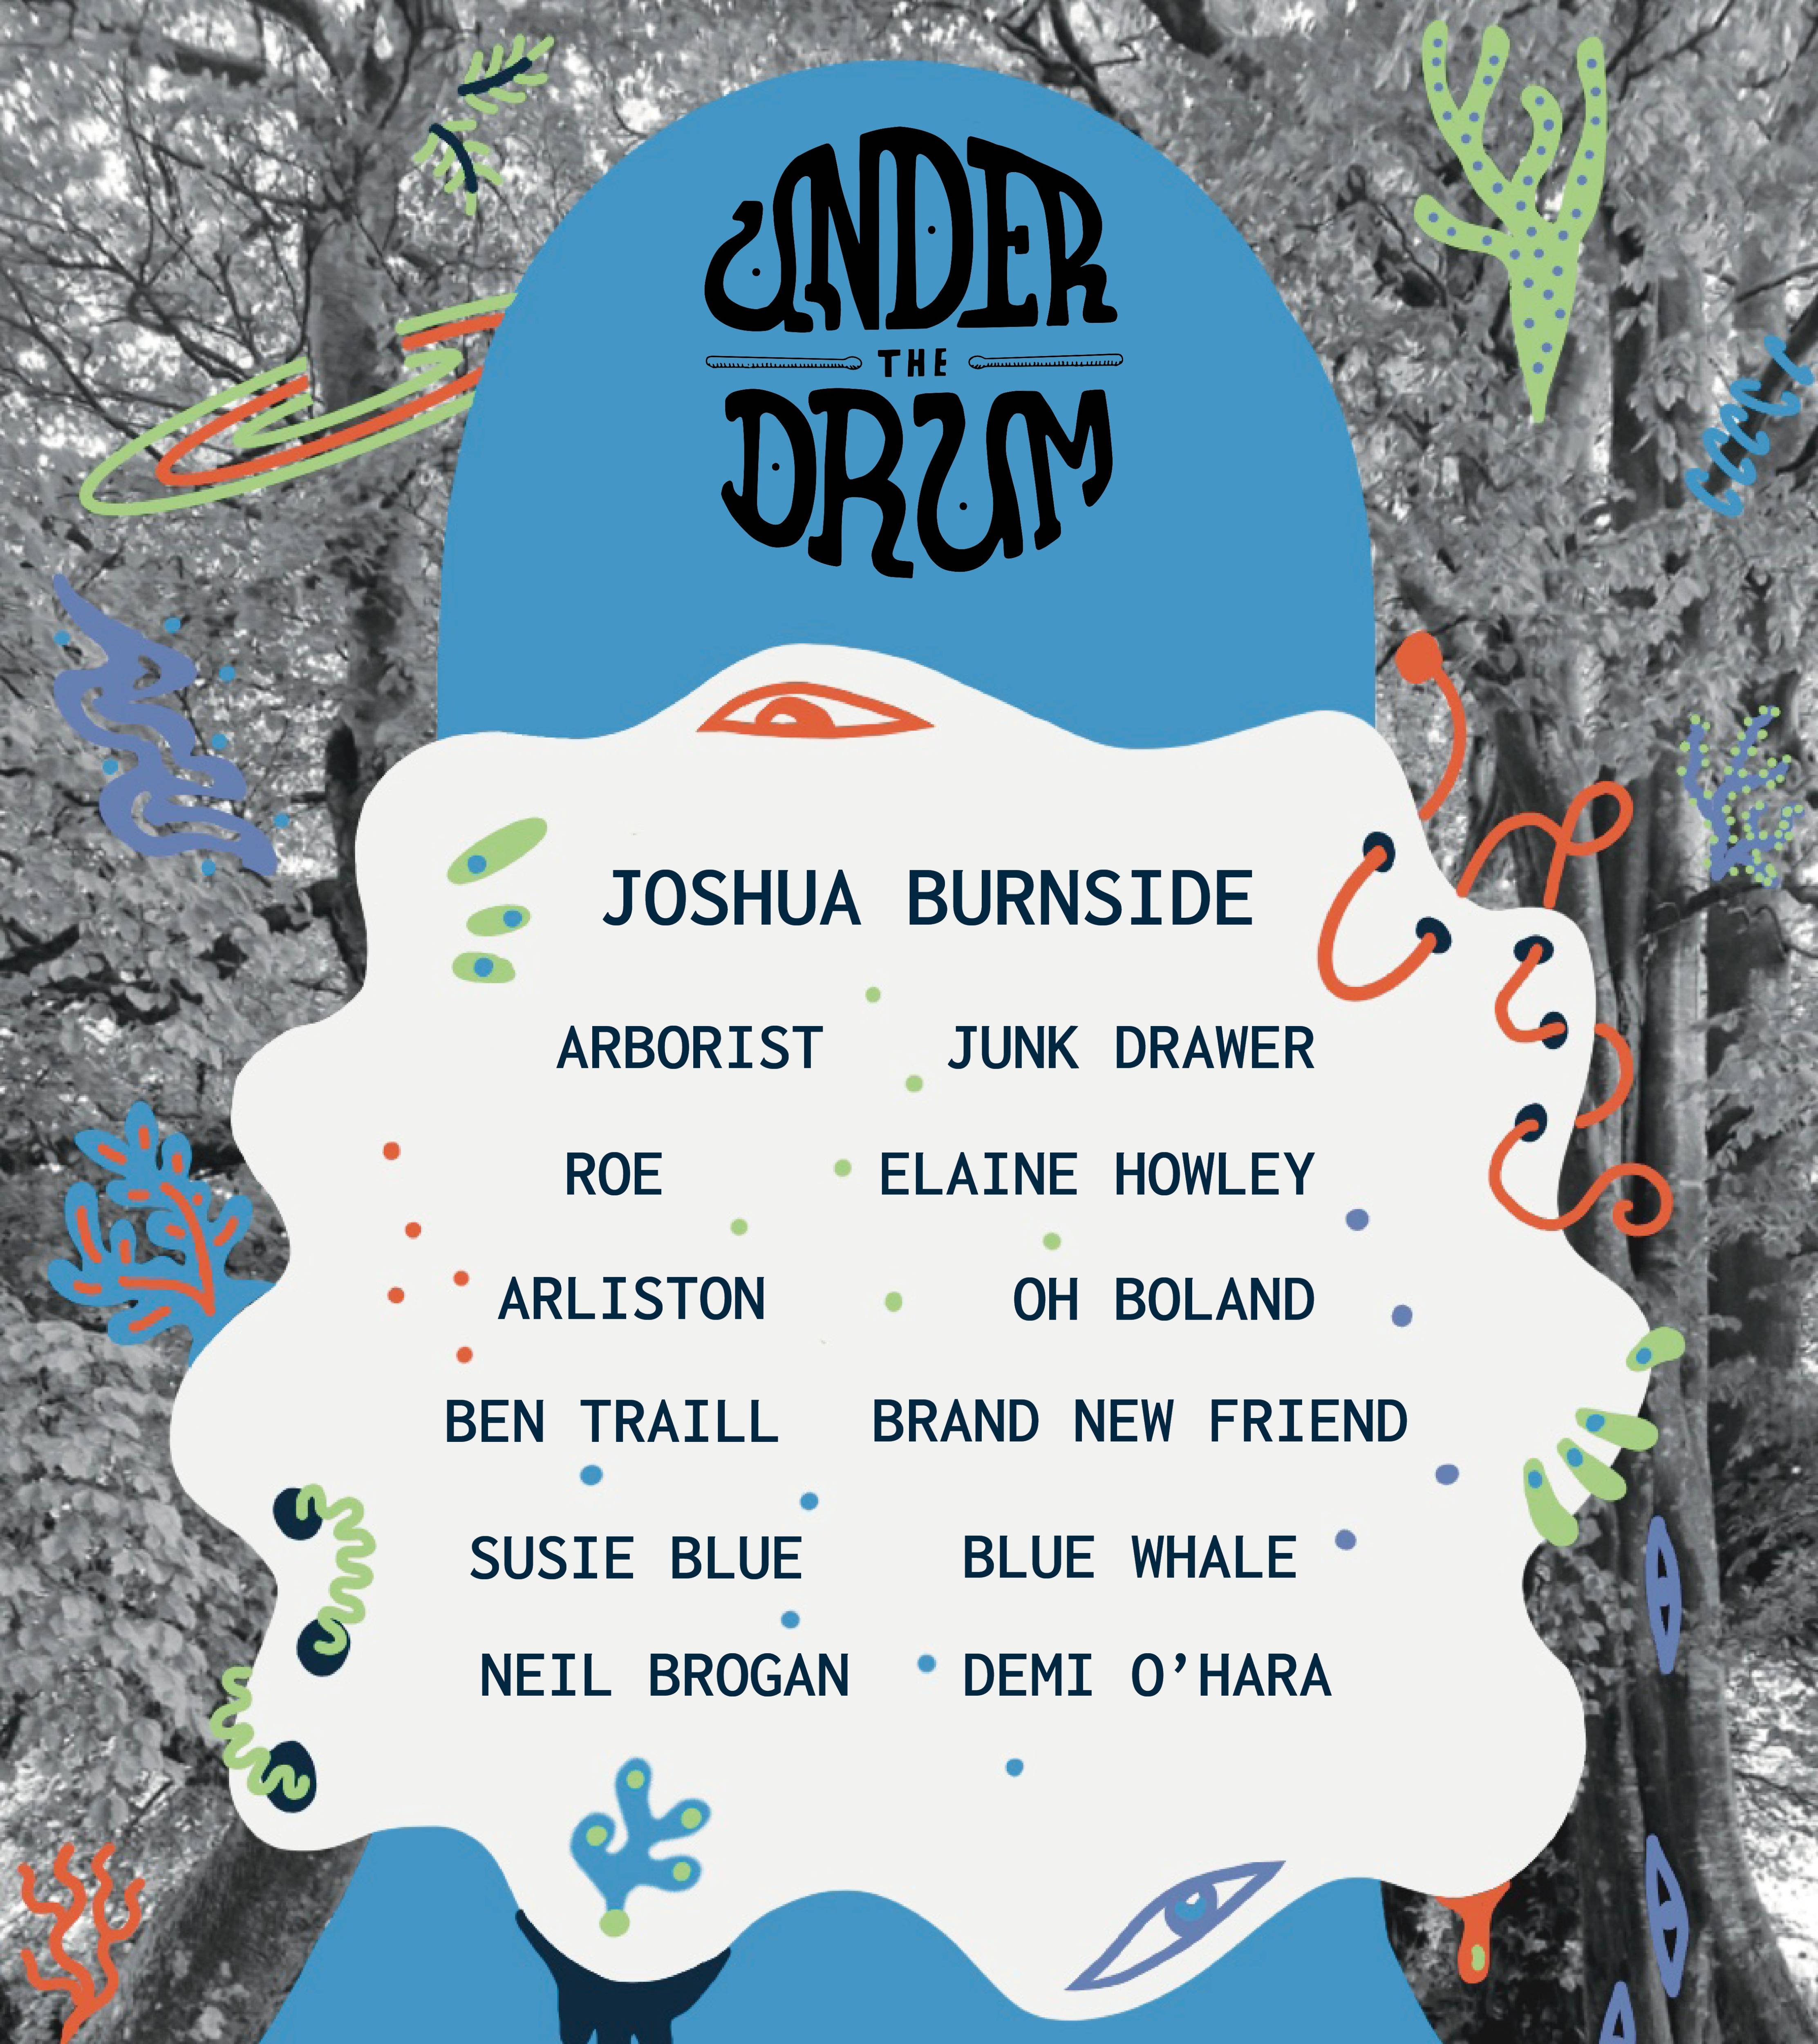 UNDER
THE
DRUM
JOSHUA BURNSIDE
ARBORIST JUNK DRAWER
ROE ELAINE HOWLEY
ARLISTON OH BOLAND
BEN TRAILL BRAND NEW FRIEND
SUSIE BLUE BLUE WHALE
NEIL BROGAN DEMI O’HARA